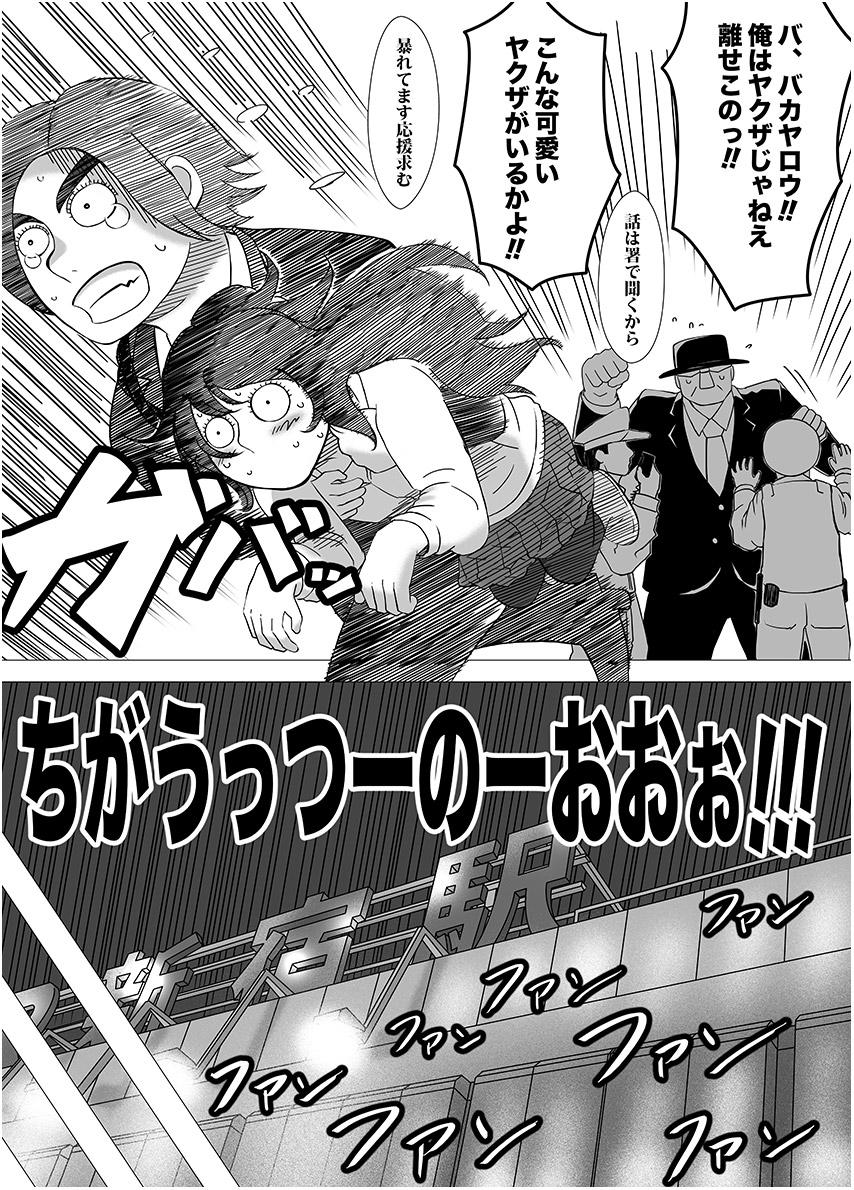 バ、バカヤロウ!!
俺はヤクザじゃねえ
離せこのっ!!
話は署で聞くから
こんな可愛い
ヤクザがいるかよ!!
暴れてます応援求む
ガバッ
ちがうっつーのーおおぉ!!!
新宿駅
ファン
ファン
ファン
ファン
ファン
ファン
ファン